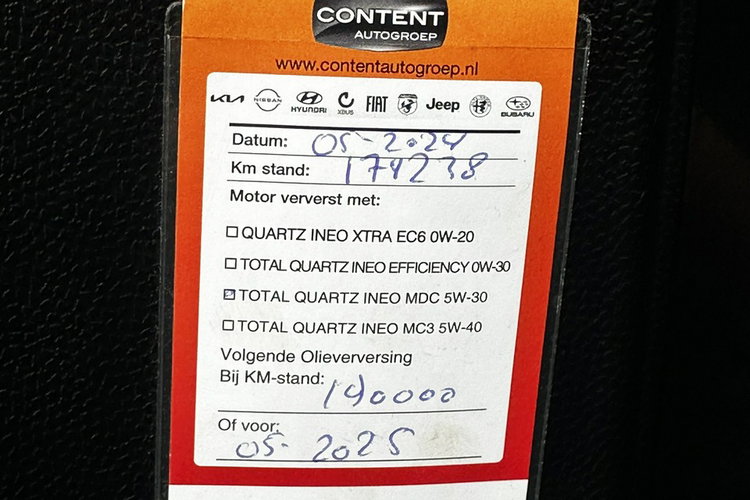 CONTENT
AUTOGROEP
www.contentautogroep.nl
KIA NISSAN HYUNDAI XBUS FIAT Jeep SUBARU
Datum: 05-2024
Km stand: 174238
Motor ververst met:
QUARTZ INEO XTRA EC6 0W-20
TOTAL QUARTZ INEO EFFICIENCY 0W-30
TOTAL QUARTZ INEO MDC 5W-30
TOTAL QUARTZ INEO MC3 5W-40
Volgende Olieverversing
Bij KM-stand: 190000
Of voor:
05-2025